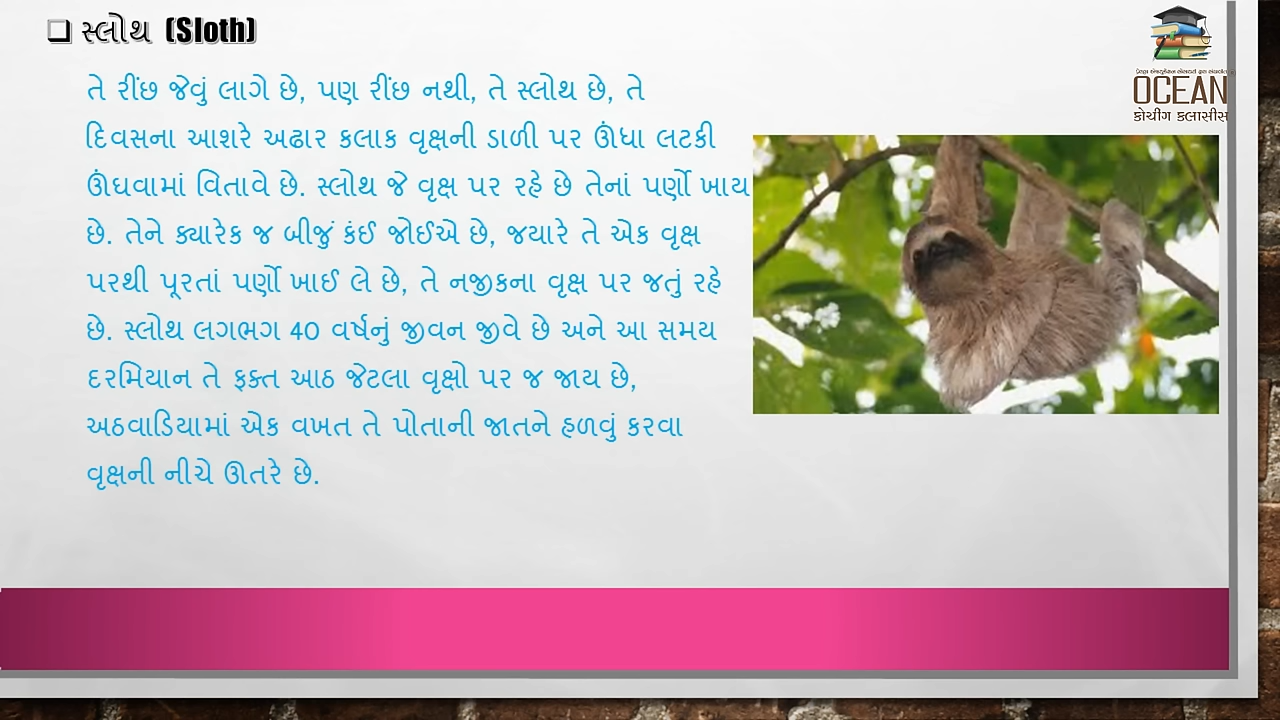 સ્લોથ (Sloth)
તે રીંછ જેવું લાગે છે, પણ રીંછ નથી, તે સ્લોથ છે, તે
દિવસના આશરે અઢાર કલાક વૃક્ષની ડાળી પર ઊંધા લટકી
ઊંઘવામાં વિતાવે છે. સ્લોથ જે વૃક્ષ પર રહે છે તેનાં પર્ણો ખાય
છે. તેને ક્યારેક જ બીજું કંઈ જોઈએ છે, જયારે તે એક વૃક્ષ
પરથી પૂરતાં પર્ણો ખાઈ લે છે, તે નજીકના વૃક્ષ પર જતું રહે
છે. સ્લોથ લગભગ 40 વર્ષનું જીવન જીવે છે અને આ સમય
દરમિયાન તે ફક્ત આઠ જેટલા વૃક્ષો પર જ જાય છે,
અઠવાડિયામાં એક વખત તે પોતાની જાતને હળવું કરવા
વૃક્ષની નીચે ઊતરે છે.
OCEAN
કોચીગ કલાસીસ